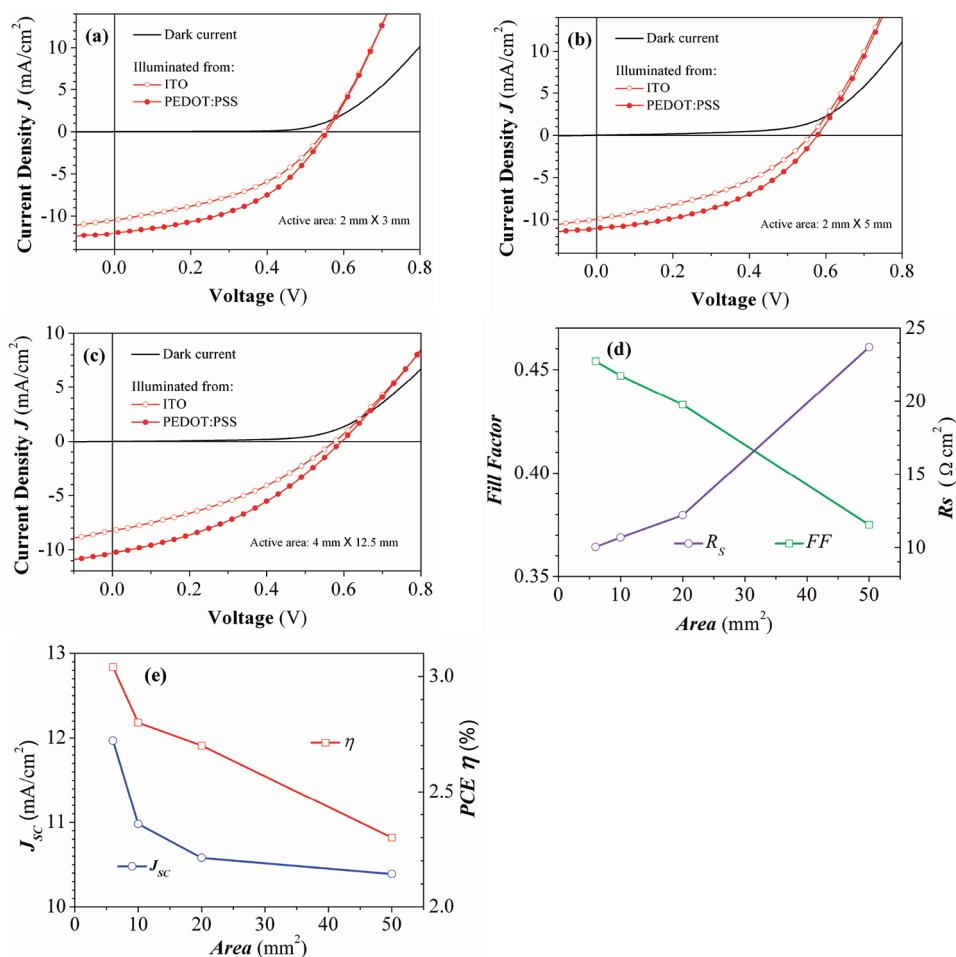 (a)
Dark current
Illuminated from:
ITO
PEDOT:PSS
Active area: 2 mm X 3 mm
10
5
0
-5
-10
Current Density J (mA/cm²)
0.0 0.2 0.4 0.6 0.8
Voltage (V)
(b)
Dark current
Illuminated from:
ITO
PEDOT:PSS
Active area: 2 mm X 5 mm
10
5
0
-5
-10
Current Density J (mA/cm²)
0.0 0.2 0.4 0.6 0.8
Voltage (V)
(c)
Dark current
Illuminated from:
ITO
PEDOT:PSS
Active area: 4 mm X 12.5 mm
10
5
0
-5
-10
Current Density J (mA/cm²)
0.0 0.2 0.4 0.6 0.8
Voltage (V)
(d)
0.45
0.40
0.35
Fill Factor
25
20
15
10
Rs ( Ω cm²)
R_S FF
0 10 20 30 40 50
Area (mm²)
(e)
13
12
11
10
J_SC (mA/cm²)
3.0
2.5
2.0
PCE η (%)
η
J_SC
0 10 20 30 40 50
Area (mm²)